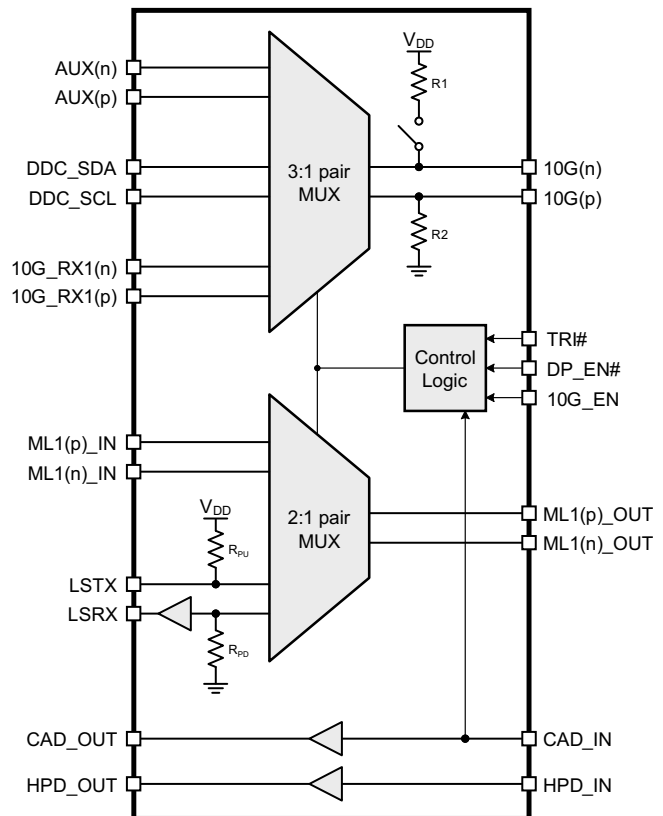 AUX(n)
AUX(p)
DDC_SDA
DDC_SCL
10G_RX1(n)
10G_RX1(p)
3:1 pair
MUX
VDD
R1
R2
10G(n)
10G(p)
TRI#
DP_EN#
10G_EN
Control
Logic
ML1(p)_IN
ML1(n)_IN
VDD
RPU
LSTX
LSRX
RPD
2:1 pair
MUX
ML1(p)_OUT
ML1(n)_OUT
CAD_OUT
CAD_IN
HPD_OUT
HPD_IN